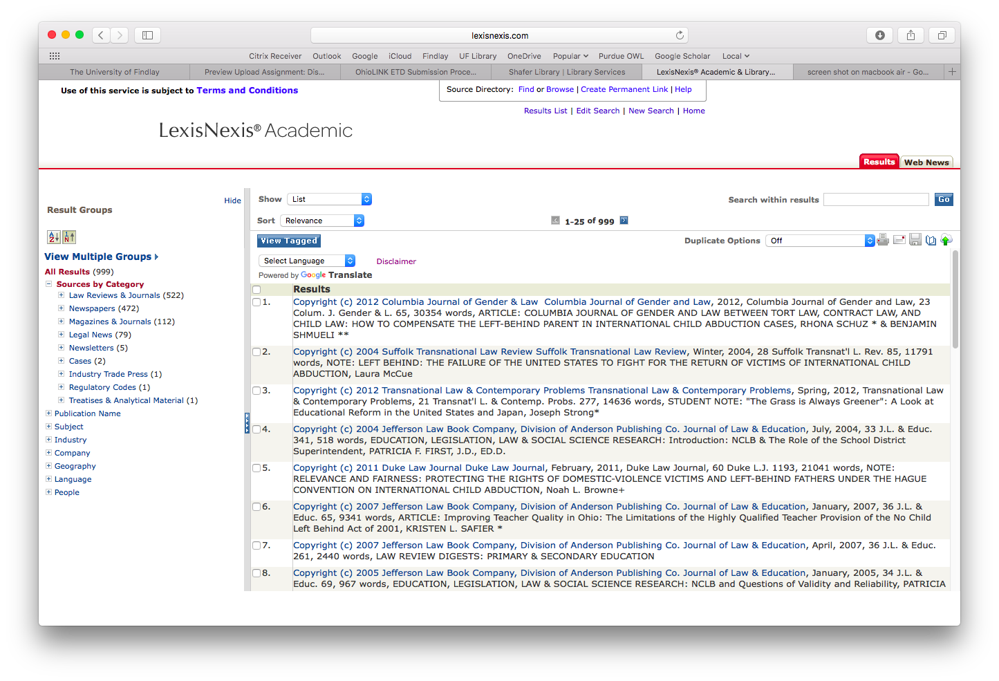 lexisnexis.com
Citrix Receiver Outlook Google iCloud Findlay UF Library OneDrive Popular Purdue OWL Google Scholar Local
The University of Findlay Preview Upload Assignment: Dis... OhioLINK ETD Submission Proce... Shafer Library | Library Services LexisNexis® Academic & Library... screen shot on macbook air - Go...
Use of this service is subject to Terms and Conditions
Source Directory: Find or Browse | Create Permanent Link | Help
Results List | Edit Search | New Search | Home
LexisNexis® Academic
Results Web News
Hide
Result Groups
View Multiple Groups
All Results (999)
Sources by Category
Law Reviews & Journals (522)
Newspapers (472)
Magazines & Journals (112)
Legal News (79)
Newsletters (5)
Cases (2)
Industry Trade Press (1)
Regulatory Codes (1)
Treatises & Analytical Material (1)
Publication Name
Subject
Industry
Company
Geography
Language
People
Show List
Search within results Go
Sort Relevance
1-25 of 999
View Tagged
Duplicate Options Off
Select Language Disclaimer
Powered by Google Translate
Results
1. Copyright (c) 2012 Columbia Journal of Gender & Law Columbia Journal of Gender and Law, 2012, Columbia Journal of Gender and Law, 23
Colum. J. Gender & L. 65, 30354 words, ARTICLE: COLUMBIA JOURNAL OF GENDER AND LAW BETWEEN TORT LAW, CONTRACT LAW, AND
CHILD LAW: HOW TO COMPENSATE THE LEFT-BEHIND PARENT IN INTERNATIONAL CHILD ABDUCTION CASES, RHONA SCHUZ * & BENJAMIN
SHMUELI **
2. Copyright (c) 2004 Suffolk Transnational Law Review Suffolk Transnational Law Review, Winter, 2004, 28 Suffolk Transnat'l L. Rev. 85, 11791
words, NOTE: LEFT BEHIND: THE FAILURE OF THE UNITED STATES TO FIGHT FOR THE RETURN OF VICTIMS OF INTERNATIONAL CHILD
ABDUCTION, Laura McCue
3. Copyright (c) 2012 Transnational Law & Contemporary Problems Transnational Law & Contemporary Problems, Spring, 2012, Transnational Law
& Contemporary Problems, 21 Transnat'l L. & Contemp. Probs. 277, 14636 words, STUDENT NOTE: "The Grass is Always Greener": A Look at
Educational Reform in the United States and Japan, Joseph Strong*
4. Copyright (c) 2004 Jefferson Law Book Company, Division of Anderson Publishing Co. Journal of Law & Education, July, 2004, 33 J.L. & Educ.
341, 518 words, EDUCATION, LEGISLATION, LAW & SOCIAL SCIENCE RESEARCH: Introduction: NCLB & The Role of the School District
Superintendent, PATRICIA F. FIRST, J.D., ED.D.
5. Copyright (c) 2011 Duke Law Journal Duke Law Journal, February, 2011, Duke Law Journal, 60 Duke L.J. 1193, 21041 words, NOTE:
RELEVANCE AND FAIRNESS: PROTECTING THE RIGHTS OF DOMESTIC-VIOLENCE VICTIMS AND LEFT-BEHIND FATHERS UNDER THE HAGUE
CONVENTION ON INTERNATIONAL CHILD ABDUCTION, Noah L. Browne+
6. Copyright (c) 2007 Jefferson Law Book Company, Division of Anderson Publishing Co. Journal of Law & Education, January, 2007, 36 J.L. &
Educ. 65, 9341 words, ARTICLE: Improving Teacher Quality in Ohio: The Limitations of the Highly Qualified Teacher Provision of the No Child
Left Behind Act of 2001, KRISTEN L. SAFIER *
7. Copyright (c) 2007 Jefferson Law Book Company, Division of Anderson Publishing Co. Journal of Law & Education, April, 2007, 36 J.L. & Educ.
261, 2440 words, LAW REVIEW DIGESTS: PRIMARY & SECONDARY EDUCATION
8. Copyright (c) 2005 Jefferson Law Book Company, Division of Anderson Publishing Co. Journal of Law & Education, January, 2005, 34 J.L. &
Educ. 69, 967 words, EDUCATION, LEGISLATION, LAW & SOCIAL SCIENCE RESEARCH: NCLB and Questions of Validity and Reliability, PATRICIA